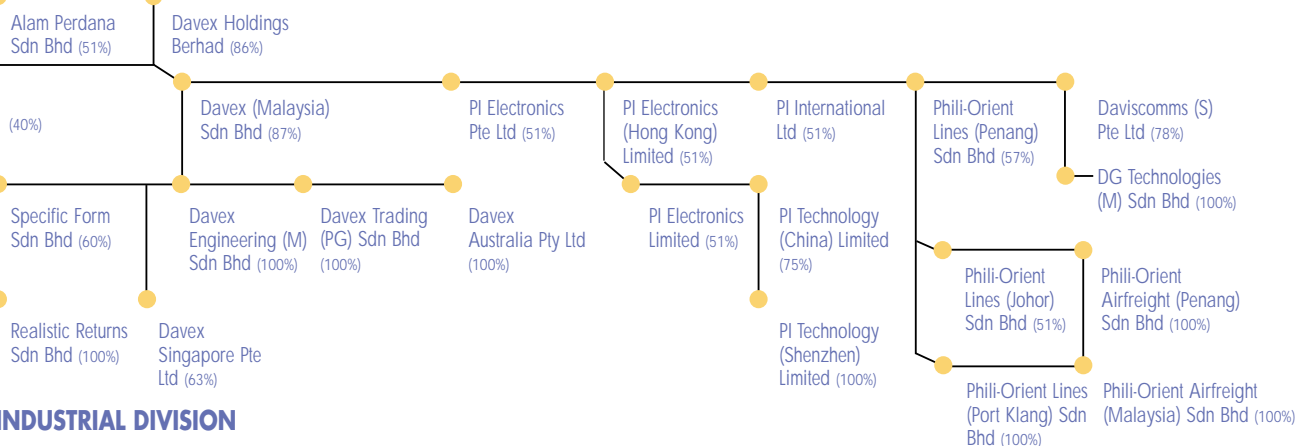 Alam Perdana
Sdn Bhd (51%)
Davex Holdings
Berhad (86%)
(40%)
Davex (Malaysia)
Sdn Bhd (87%)
PI Electronics
Pte Ltd (51%)
PI Electronics
(Hong Kong)
Limited (51%)
PI International
Ltd (51%)
Phili-Orient
Lines (Penang)
Sdn Bhd (57%)
Daviscomms (S)
Pte Ltd (78%)
DG Technologies
(M) Sdn Bhd (100%)
Specific Form
Sdn Bhd (60%)
Davex
Engineering (M)
Sdn Bhd (100%)
Davex Trading
(PG) Sdn Bhd
(100%)
Davex
Australia Pty Ltd
(100%)
PI Electronics
Limited (51%)
PI Technology
(China) Limited
(75%)
Phili-Orient
Lines (Johor)
Sdn Bhd (51%)
Phili-Orient
Airfreight (Penang)
Sdn Bhd (100%)
Realistic Returns
Sdn Bhd (100%)
Davex
Singapore Pte
Ltd (63%)
PI Technology
(Shenzhen)
Limited (100%)
Phili-Orient Lines
(Port Klang) Sdn
Bhd (100%)
Phili-Orient Airfreight
(Malaysia) Sdn Bhd (100%)
INDUSTRIAL DIVISION